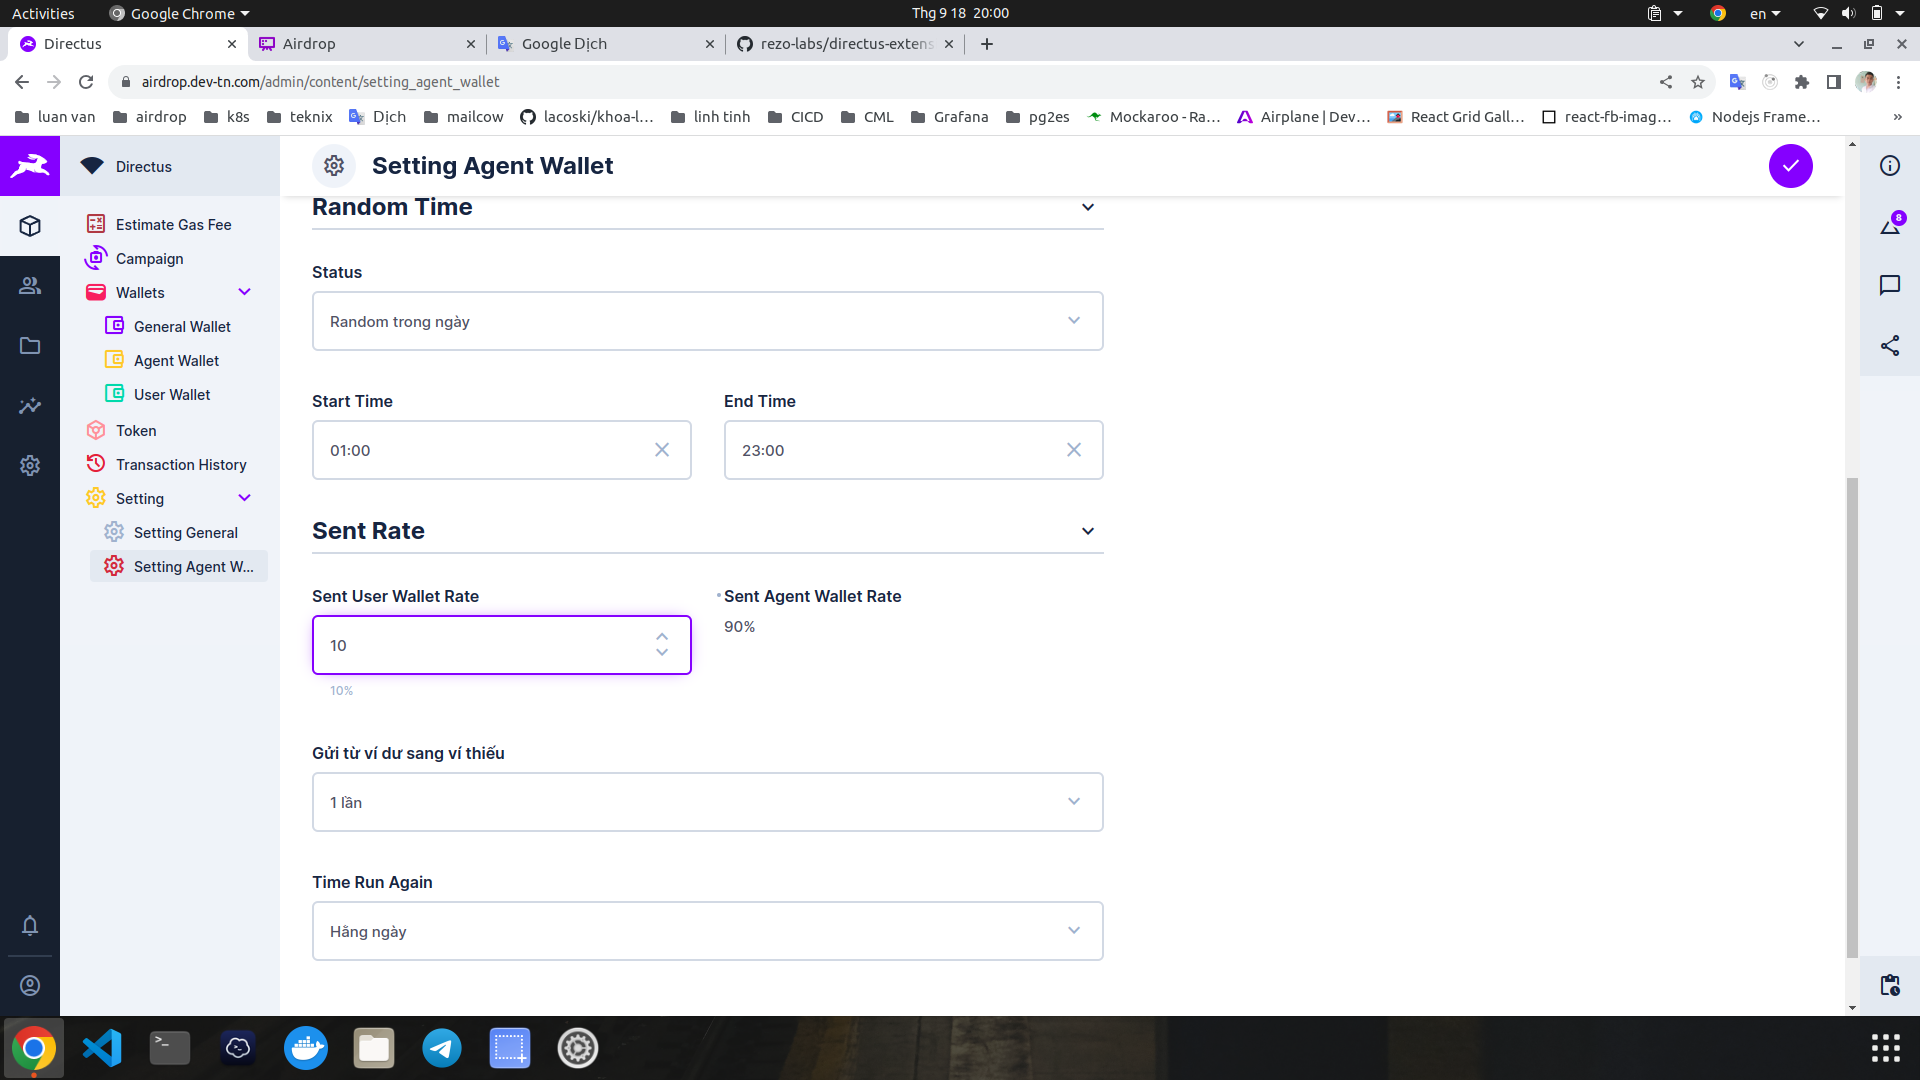 Activities
Google Chrome
Thg 9 18 20:00
en
Directus
Airdrop
Google Dịch
rezo-labs/directus-extens
airdrop.dev-tn.com/admin/content/setting_agent_wallet
luan van
airdrop
k8s
teknix
Dịch
mailcow
lacoski/khoa-l...
linh tinh
CICD
CML
Grafana
pg2es
Mockaroo - Ra...
Airplane | Dev...
React Grid Gall...
react-fb-imag...
Nodejs Frame...
»
Directus
Estimate Gas Fee
Campaign
Wallets
General Wallet
Agent Wallet
User Wallet
Token
Transaction History
Setting
Setting General
Setting Agent W...
Setting Agent Wallet
8
Random Time
Status
Random trong ngày
Start Time
End Time
01:00
23:00
Sent Rate
Sent User Wallet Rate
Sent Agent Wallet Rate
10
90%
10%
Gửi từ ví dư sang ví thiếu
1 lần
Time Run Again
Hằng ngày